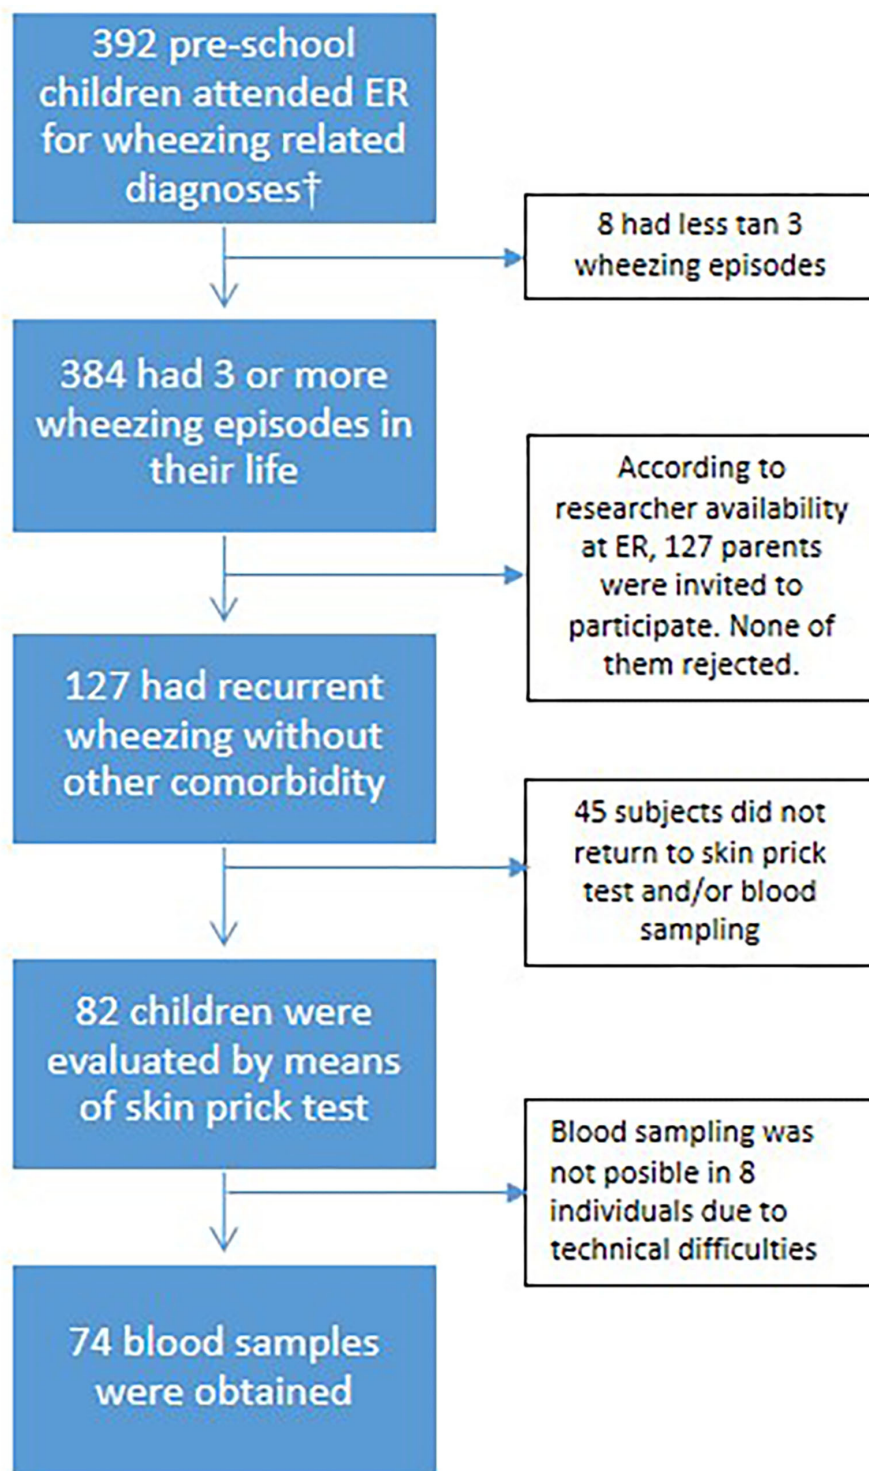 392 pre-school
children attended ER
for wheezing related
diagnoses†
8 had less tan 3
wheezing episodes
384 had 3 or more
wheezing episodes in
their life
According to
researcher availability
at ER, 127 parents
were invited to
participate. None of
them rejected.
127 had recurrent
wheezing without
other comorbidity
45 subjects did not
return to skin prick
test and/or blood
sampling
82 children were
evaluated by means
of skin prick test
Blood sampling was
not posible in 8
individuals due to
technical difficulties
74 blood samples
were obtained